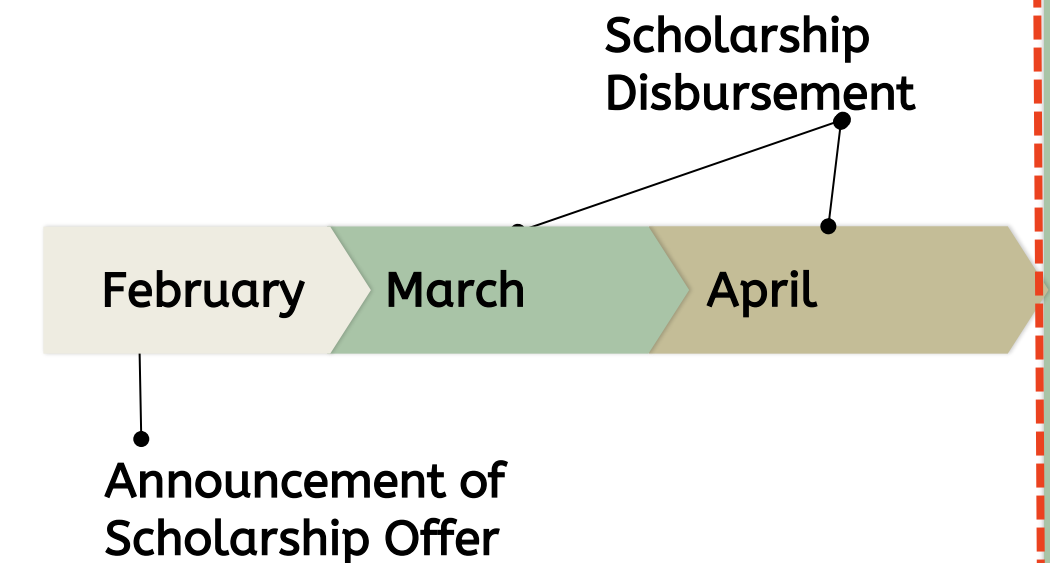 Scholarship
Disbursement
February March April
Announcement of
Scholarship Offer